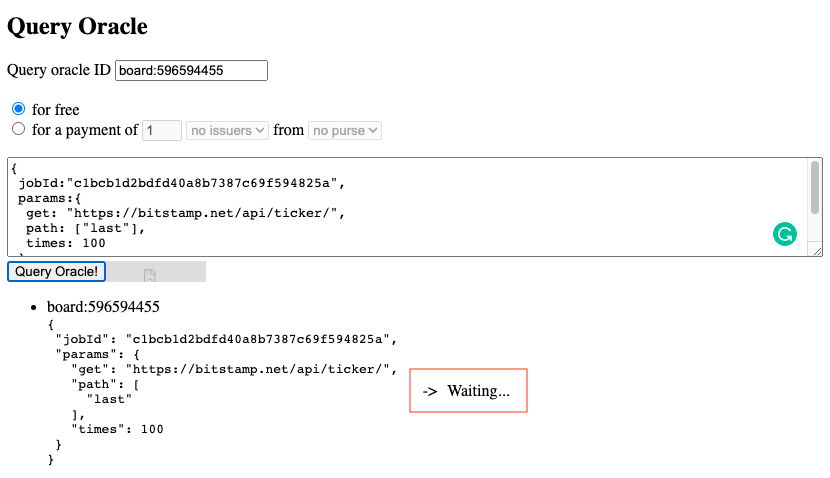 Query Oracle
Query oracle ID board:596594455
for free
for a payment of 1 no issuers from no purse
{
jobId:"c1bcb1d2bdfd40a8b7387c69f594825a",
params:{
get: "https://bitstamp.net/api/ticker/",
path: ["last"],
times: 100
Query Oracle!
board:596594455
{
"jobId": "c1bcb1d2bdfd40a8b7387c69f594825a",
"params": {
"get": "https://bitstamp.net/api/ticker/",
"path": [
"last"
],
"times": 100
}
}
-> Waiting...